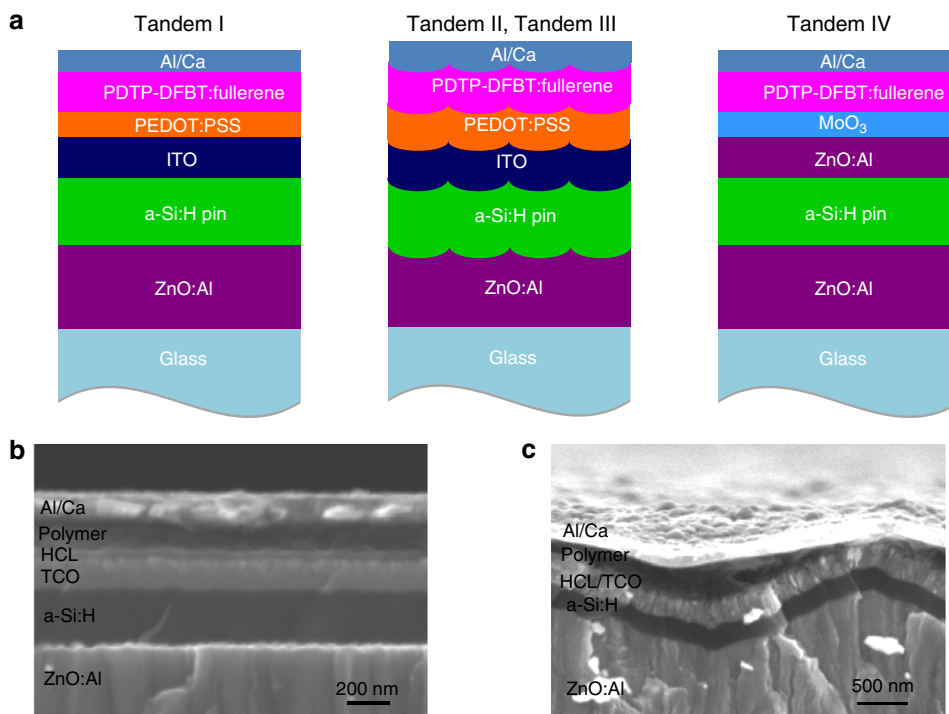 a
Tandem I
Al/Ca
PDTP-DFBT:fullerene
PEDOT:PSS
ITO
a-Si:H pin
ZnO:Al
Glass
Tandem II, Tandem III
Al/Ca
PDTP-DFBT:fullerene
PEDOT:PSS
ITO
a-Si:H pin
ZnO:Al
Glass
Tandem IV
Al/Ca
PDTP-DFBT:fullerene
MoO₃
ZnO:Al
a-Si:H pin
ZnO:Al
Glass
b
Al/Ca
Polymer
HCL
TCO
a-Si:H
ZnO:Al
200 nm
c
Al/Ca
Polymer
HCL/TCO
a-Si:H
ZnO:Al
500 nm